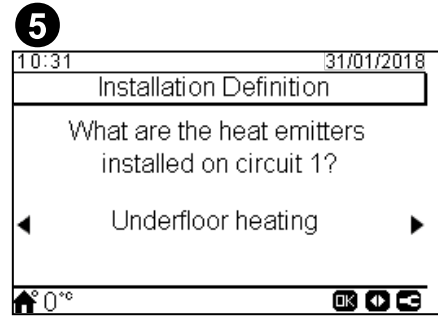 5
10:31 31/01/2018
Installation Definition
What are the heat emitters
installed on circuit 1?
Underfloor heating
0°c OK